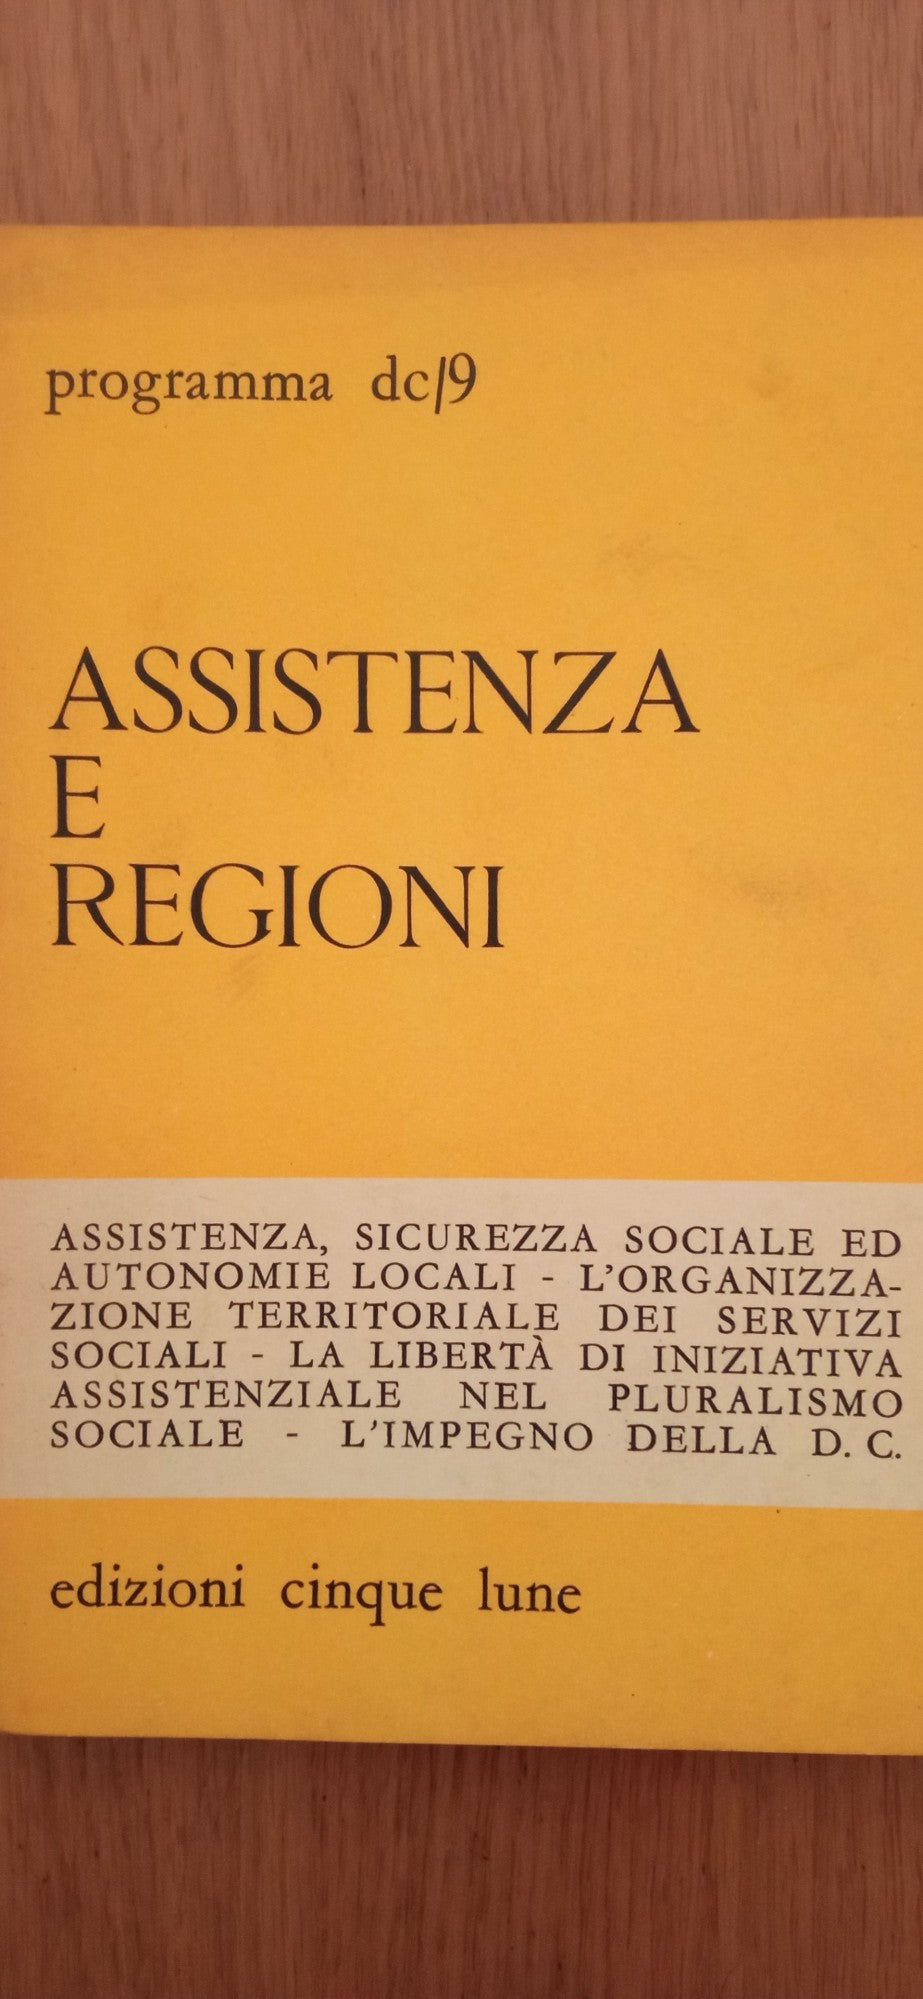 programma dc/9
ASSISTENZA
E
REGIONI
ASSISTENZA, SICUREZZA SOCIALE ED
AUTONOMIE LOCALI - L'ORGANIZZA-
ZIONE TERRITORIALE DEI SERVIZI
SOCIALI - LA LIBERTÀ DI INIZIATIVA
ASSISTENZIALE NEL PLURALISMO
SOCIALE - L'IMPEGNO DELLA D. C.
edizioni cinque lune